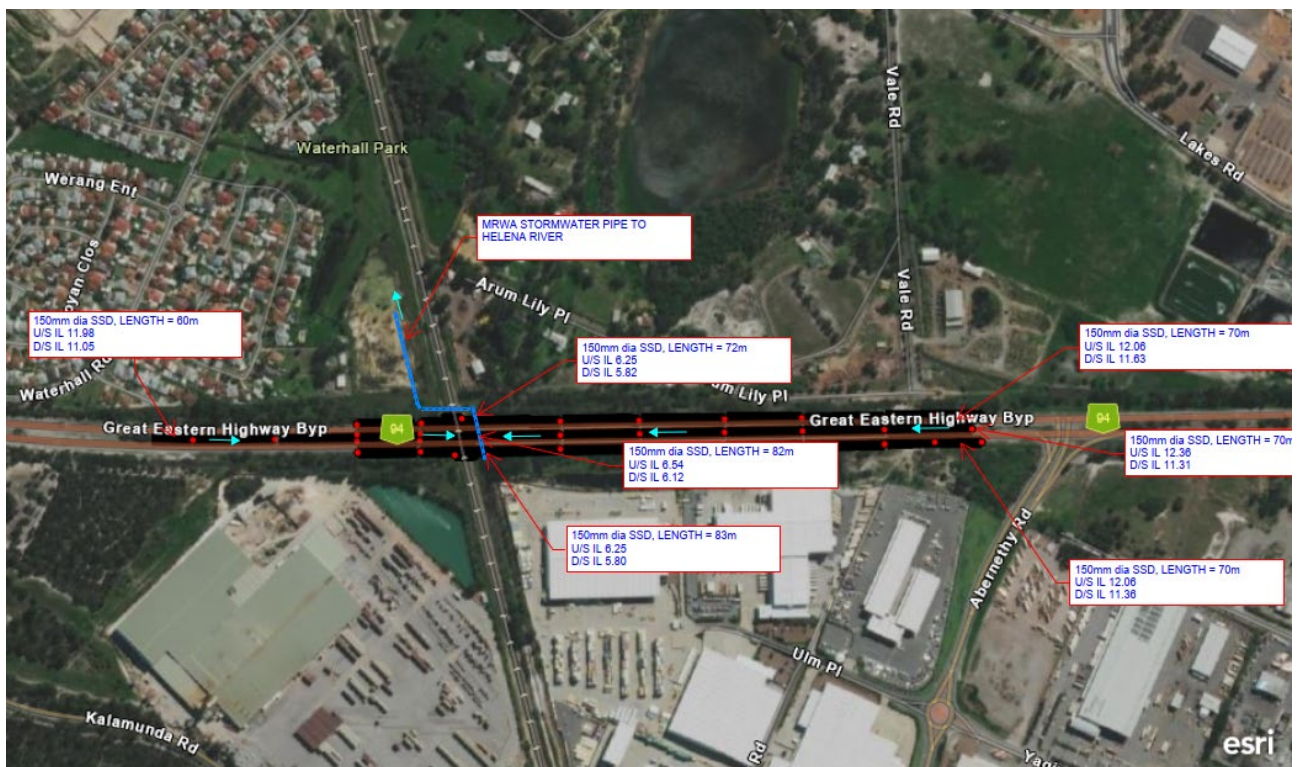 Waterhall Park
Werang Ent
Vale Rd
Lakes Rd
MRWA STORMWATER PIPE TO
HELENA RIVER
Arum Lily Pl
Vale Rd
150mm dia SSD, LENGTH = 60m
U/S IL 11.98
D/S IL 11.05
Waterhall Rd
150mm dia SSD, LENGTH = 72m
U/S IL 6.25
D/S IL 5.82
Lily Pl
150mm dia SSD, LENGTH = 70m
U/S IL 12.06
D/S IL 11.63
Great Eastern Highway Byp
94
Great Eastern Highway Byp
94
150mm dia SSD, LENGTH = 82m
U/S IL 6.54
D/S IL 6.12
150mm dia SSD, LENGTH = 70m
U/S IL 12.36
D/S IL 11.31
150mm dia SSD, LENGTH = 83m
U/S IL 6.25
D/S IL 5.80
Abernethy Rd
150mm dia SSD, LENGTH = 70m
U/S IL 12.06
D/S IL 11.36
Ulm Pl
Kalamunda Rd
Rd
esri